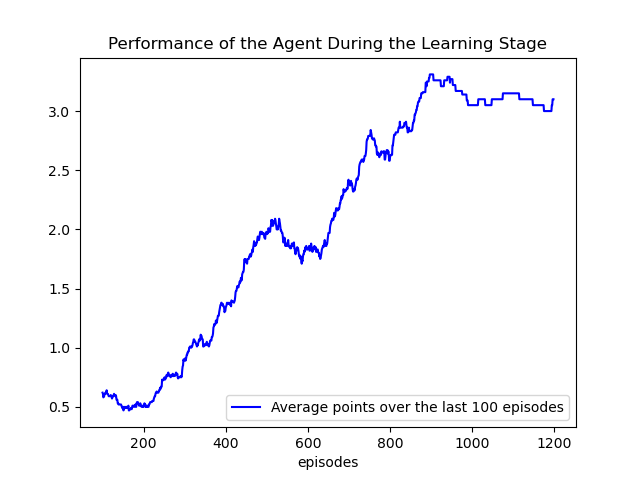 Performance of the Agent During the Learning Stage
3.0
2.5
2.0
1.5
1.0
0.5
Average points over the last 100 episodes
200 400 600 800 1000 1200
episodes